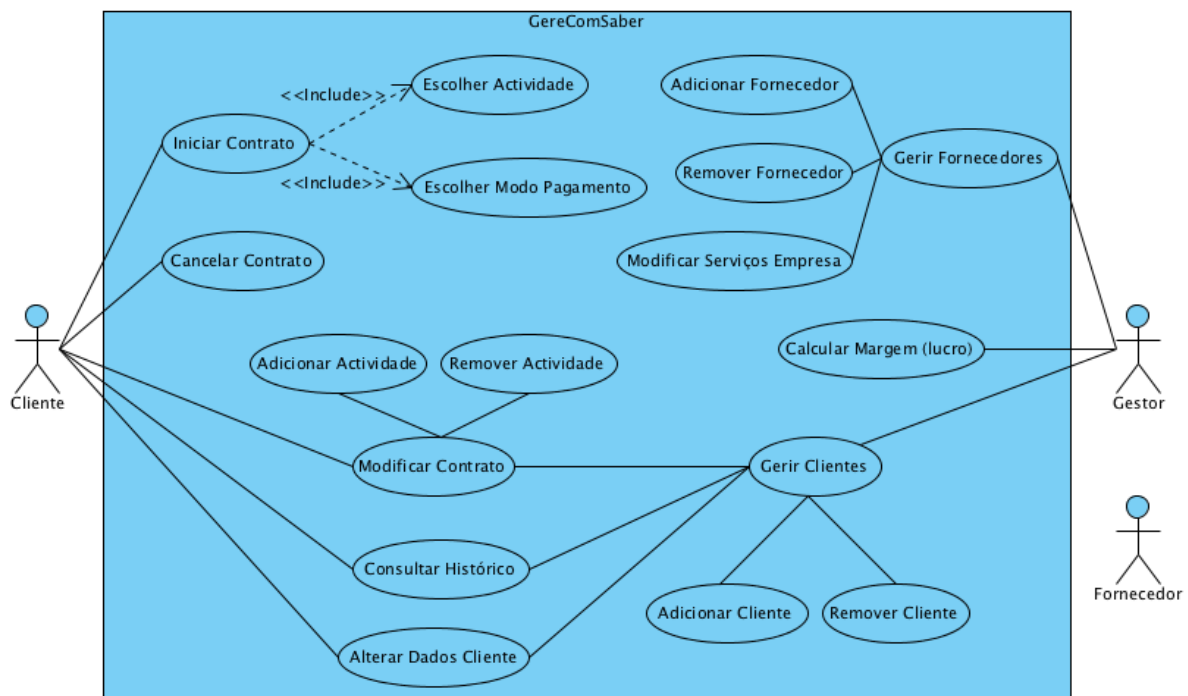 GereComSaber
Escolher Actividade
<<Include>>
Iniciar Contrato
<<Include>>
Escolher Modo Pagamento
Adicionar Fornecedor
Remover Fornecedor
Gerir Fornecedores
Modificar Serviços Empresa
Cancelar Contrato
Cliente
Adicionar Actividade
Remover Actividade
Calcular Margem (lucro)
Gestor
Modificar Contrato
Gerir Clientes
Consultar Histórico
Adicionar Cliente
Remover Cliente
Fornecedor
Alterar Dados Cliente